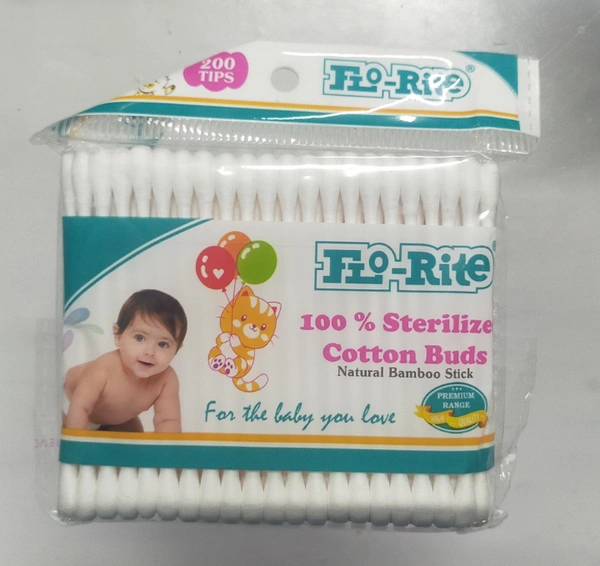 200
TIPS
FLO-RITE®
FLO-RITE
100 % Sterilize
Cotton Buds
Natural Bamboo Stick
PREMIUM
RANGE
For the baby you love